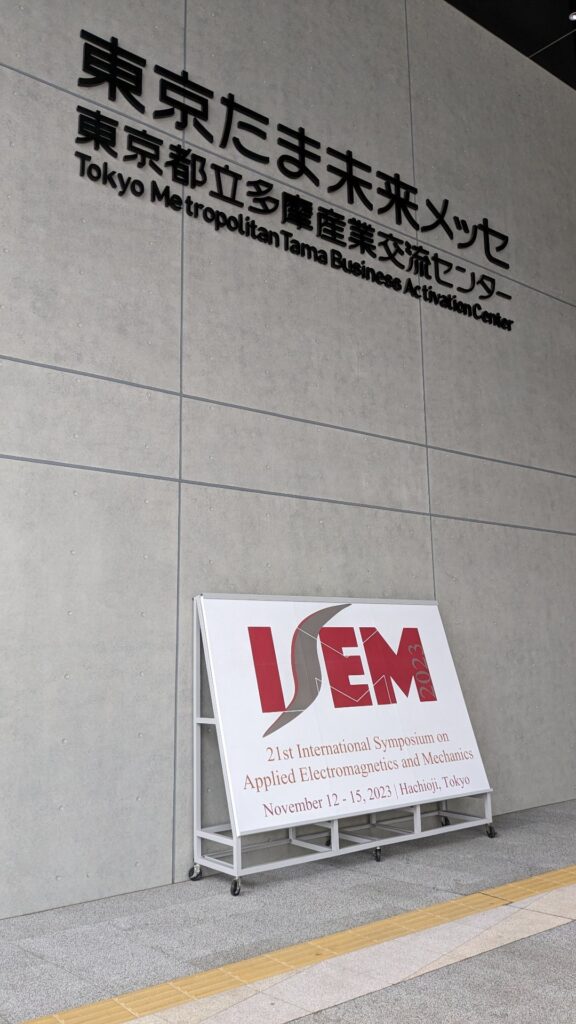 東京たま未来メッセ
東京都立多摩産業交流センター
Tokyo Metropolitan Tama Business Activation Center
ISEM 2023
21st International Symposium on
Applied Electromagnetics and Mechanics
November 12 - 15, 2023 | Hachioji, Tokyo